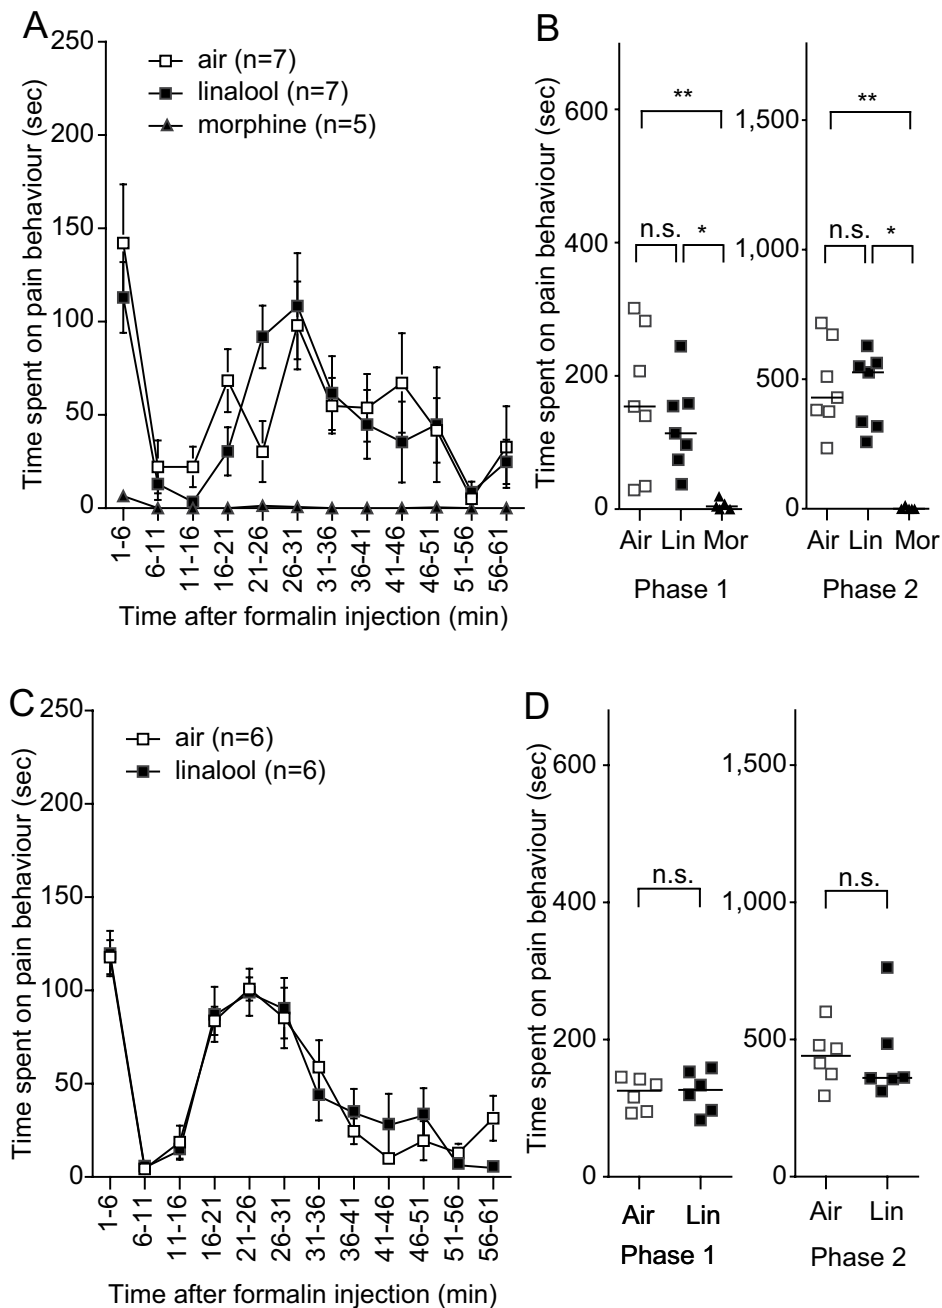 A
250
200
150
100
50
0
Time spent on pain behaviour (sec)
air (n=7)
linalool (n=7)
morphine (n=5)
1-6
6-11
11-16
16-21
21-26
26-31
31-36
36-41
41-46
46-51
51-56
56-61
Time after formalin injection (min)
B
Time spent on pain behaviour (sec)
600
400
200
0
**
n.s. *
Air Lin Mor
Phase 1
1,500
1,000
500
0
**
n.s. *
Air Lin Mor
Phase 2
C
250
200
150
100
50
0
Time spent on pain behaviour (sec)
air (n=6)
linalool (n=6)
1-6
6-11
11-16
16-21
21-26
26-31
31-36
36-41
41-46
46-51
51-56
56-61
Time after formalin injection (min)
D
Time spent on pain behaviour (sec)
600
400
200
0
n.s.
Air Lin
Phase 1
1,500
1,000
500
0
n.s.
Air Lin
Phase 2